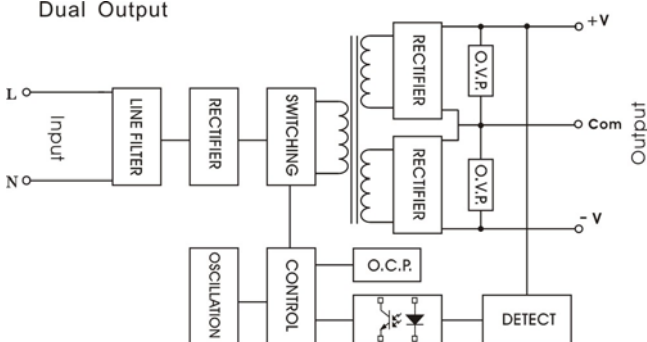 Dual Output
L
N
Input
LINE FILTER
RECTIFIER
SWITCHING
RECTIFIER
RECTIFIER
O.V.P.
O.V.P.
+V
Com
- V
Output
OSCILLATION
CONTROL
O.C.P.
DETECT